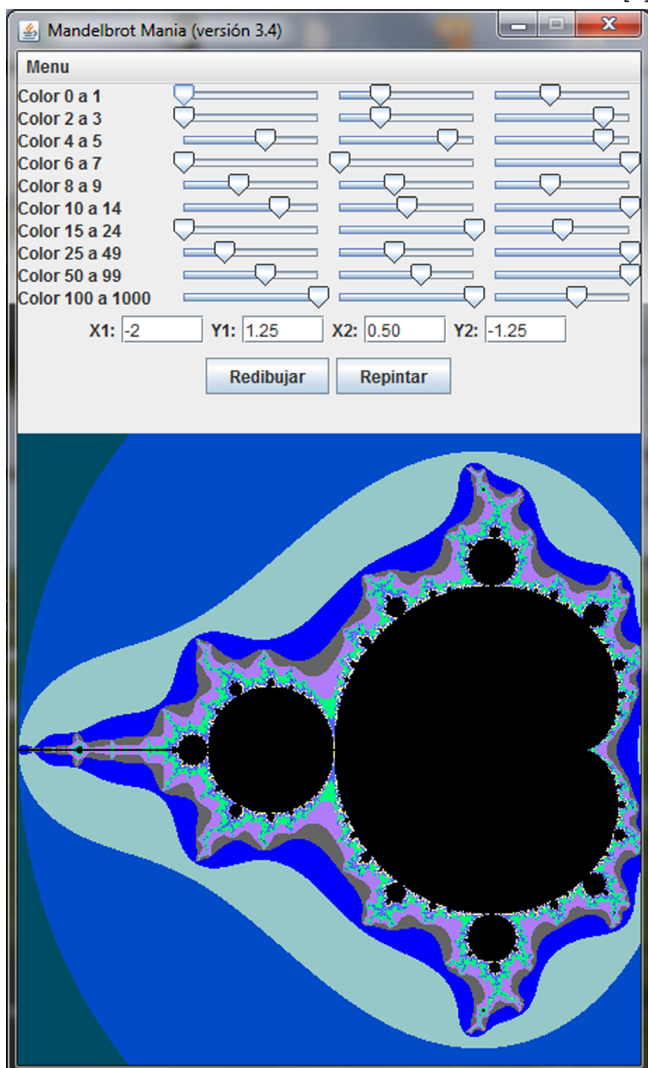 Mandelbrot Mania (versión 3.4)
Menu
Color 0 a 1
Color 2 a 3
Color 4 a 5
Color 6 a 7
Color 8 a 9
Color 10 a 14
Color 15 a 24
Color 25 a 49
Color 50 a 99
Color 100 a 1000
X1: -2 Y1: 1.25 X2: 0.50 Y2: -1.25
Redibujar Repintar